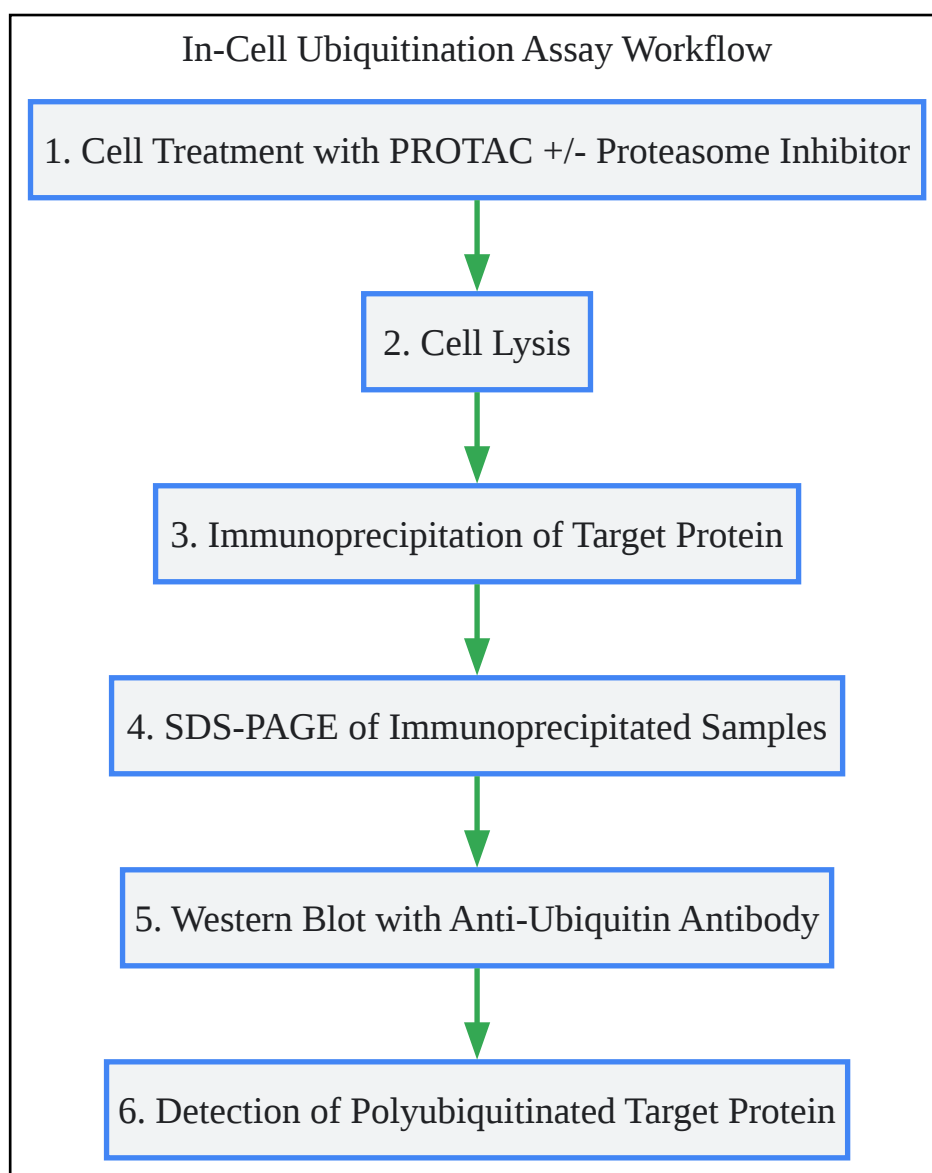 In-Cell Ubiquitination Assay Workflow
1. Cell Treatment with PROTAC +/- Proteasome Inhibitor
2. Cell Lysis
3. Immunoprecipitation of Target Protein
4. SDS-PAGE of Immunoprecipitated Samples
5. Western Blot with Anti-Ubiquitin Antibody
6. Detection of Polyubiquitinated Target Protein